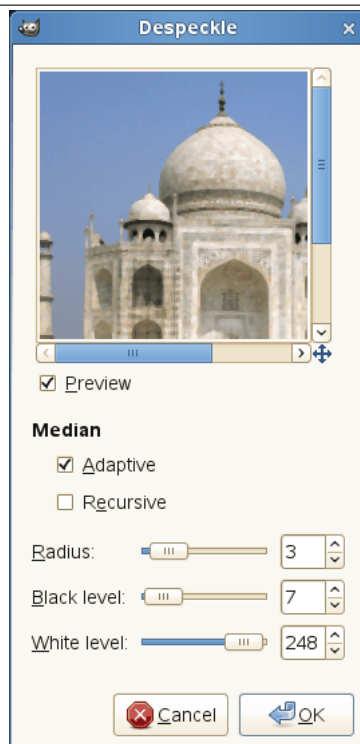 Despeckle
Preview
Median
Adaptive
Recursive
Radius: 3
Black level: 7
White level: 248
Cancel OK